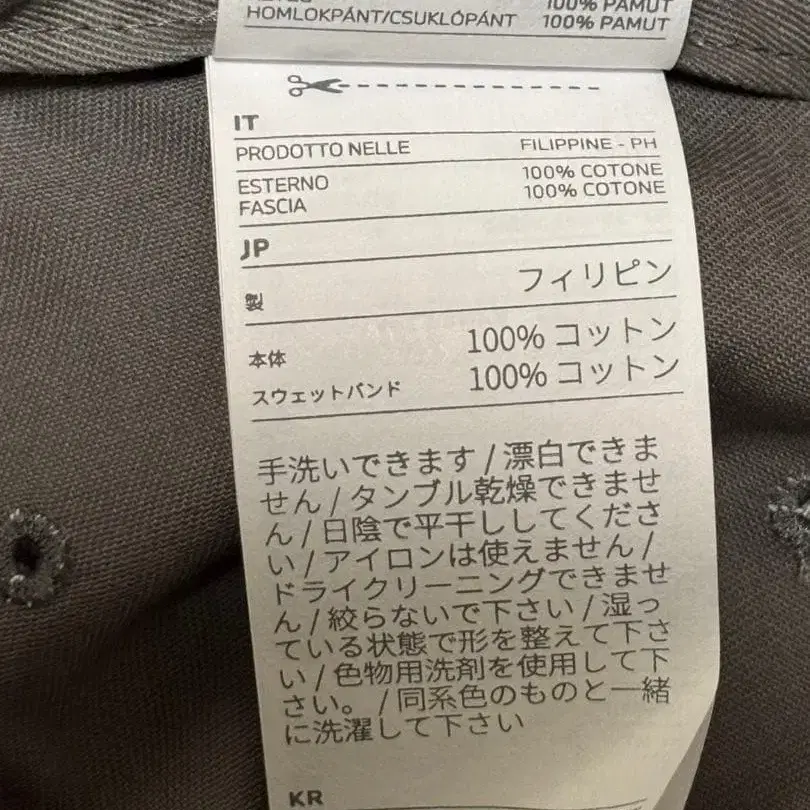 100% PAMUT
HOMLOKPÁNT/CSUKLÓPÁNT 100% PAMUT
IT
PRODOTTO NELLE FILIPPINE - PH
ESTERNO 100% COTONE
FASCIA 100% COTONE
JP
製 フィリピン
本体 100% コットン
スウェットバンド 100% コットン
手洗いできます / 漂白できま
せん / タンブル乾燥できませ
ん / 日陰で平干ししてくださ
い / アイロンは使えません /
ドライクリーニングできませ
ん / 絞らないで下さい / 湿っ
ている状態で形を整えて下さ
い / 色物用洗剤を使用して下
さい。 / 同系色のものと一緒
に洗濯して下さい
KR